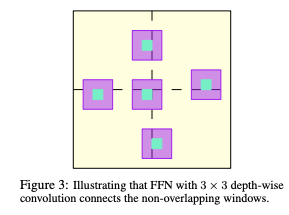 Figure 3: Illustrating that FFN with 3 × 3 depth-wise
convolution connects the non-overlapping windows.